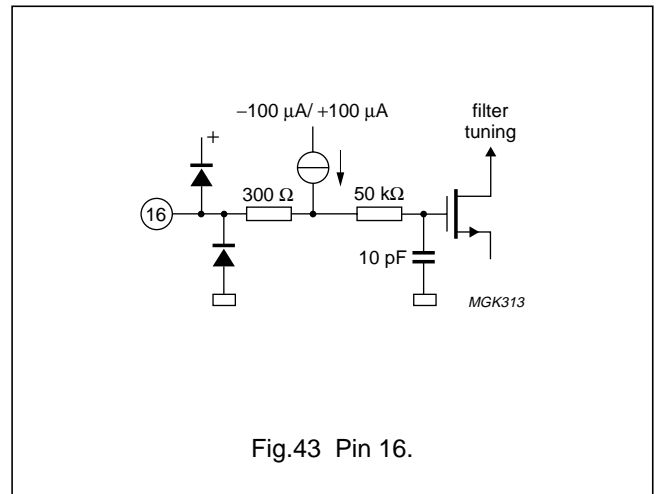 −100 µA/ +100 µA
filter
tuning
+
300 Ω
50 kΩ
16
10 pF
MGK313
Fig.43 Pin 16.